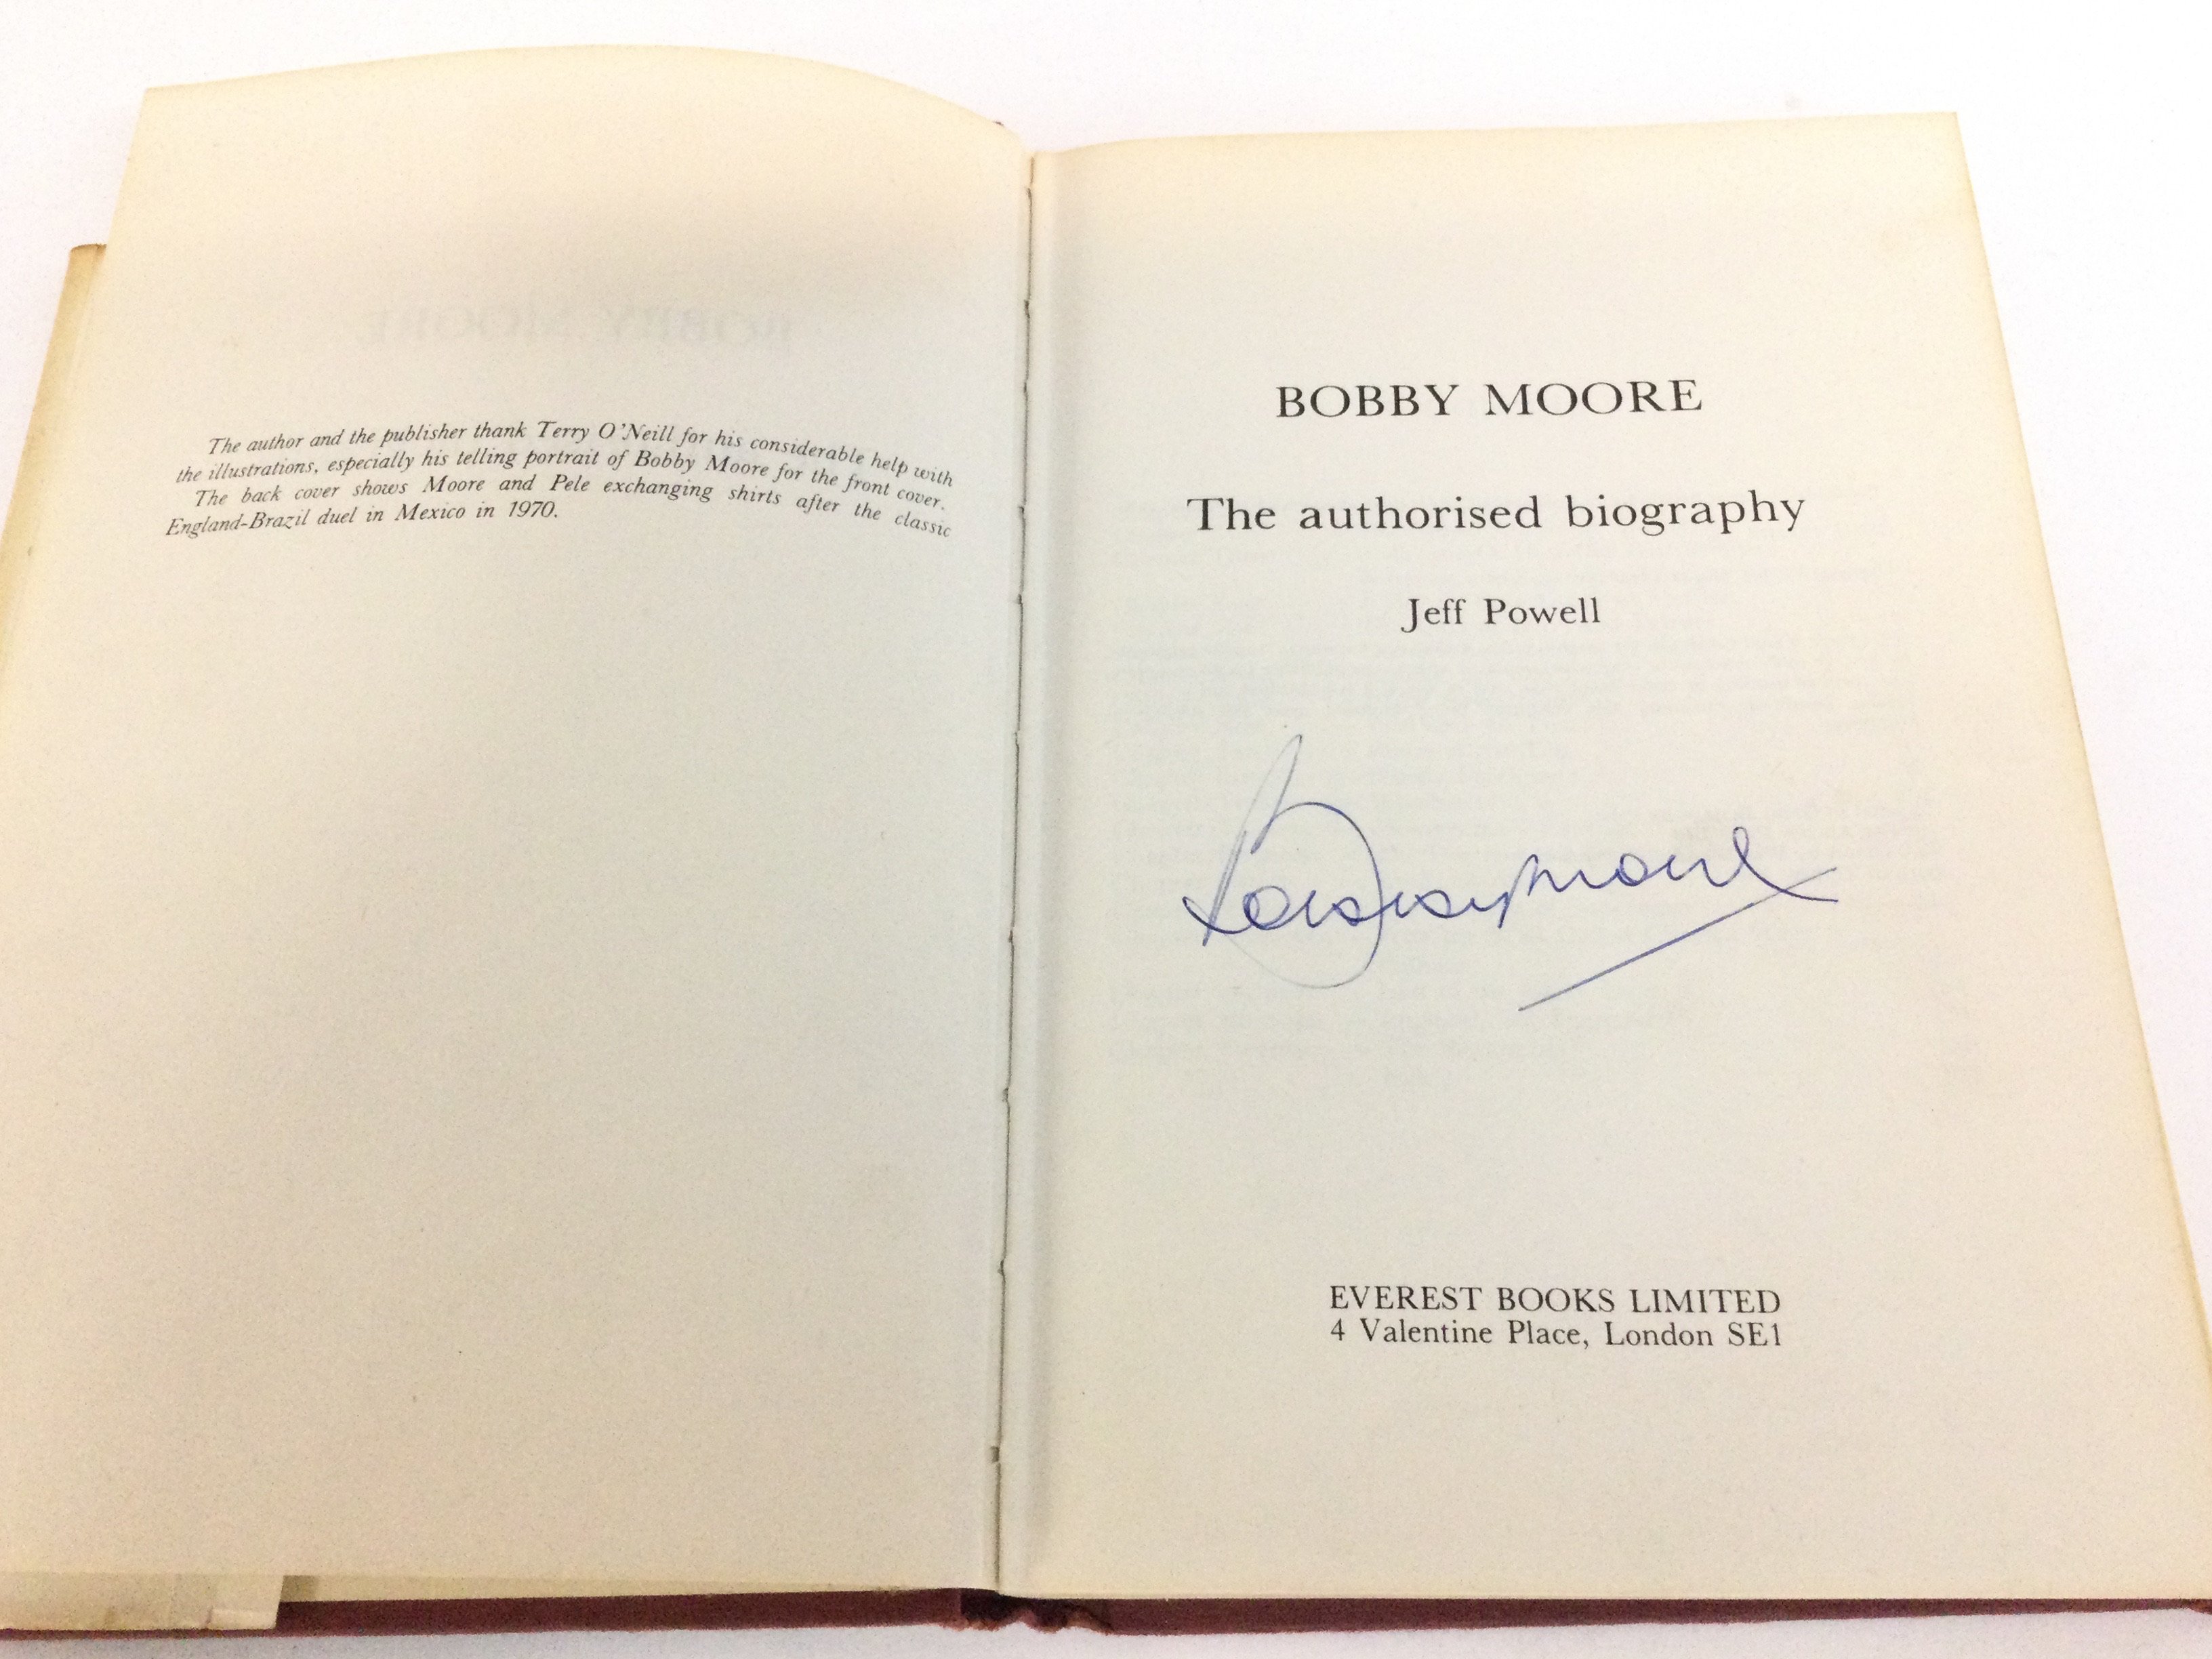 The author and the publisher thank Terry O'Neill for his considerable help with
the illustrations, especially his telling portrait of Bobby Moore for the front cover.
The back cover shows Moore and Pele exchanging shirts after the classic
England-Brazil duel in Mexico in 1970.
BOBBY MOORE
The authorised biography
Jeff Powell
Bobby Moore
EVEREST BOOKS LIMITED
4 Valentine Place, London SE1